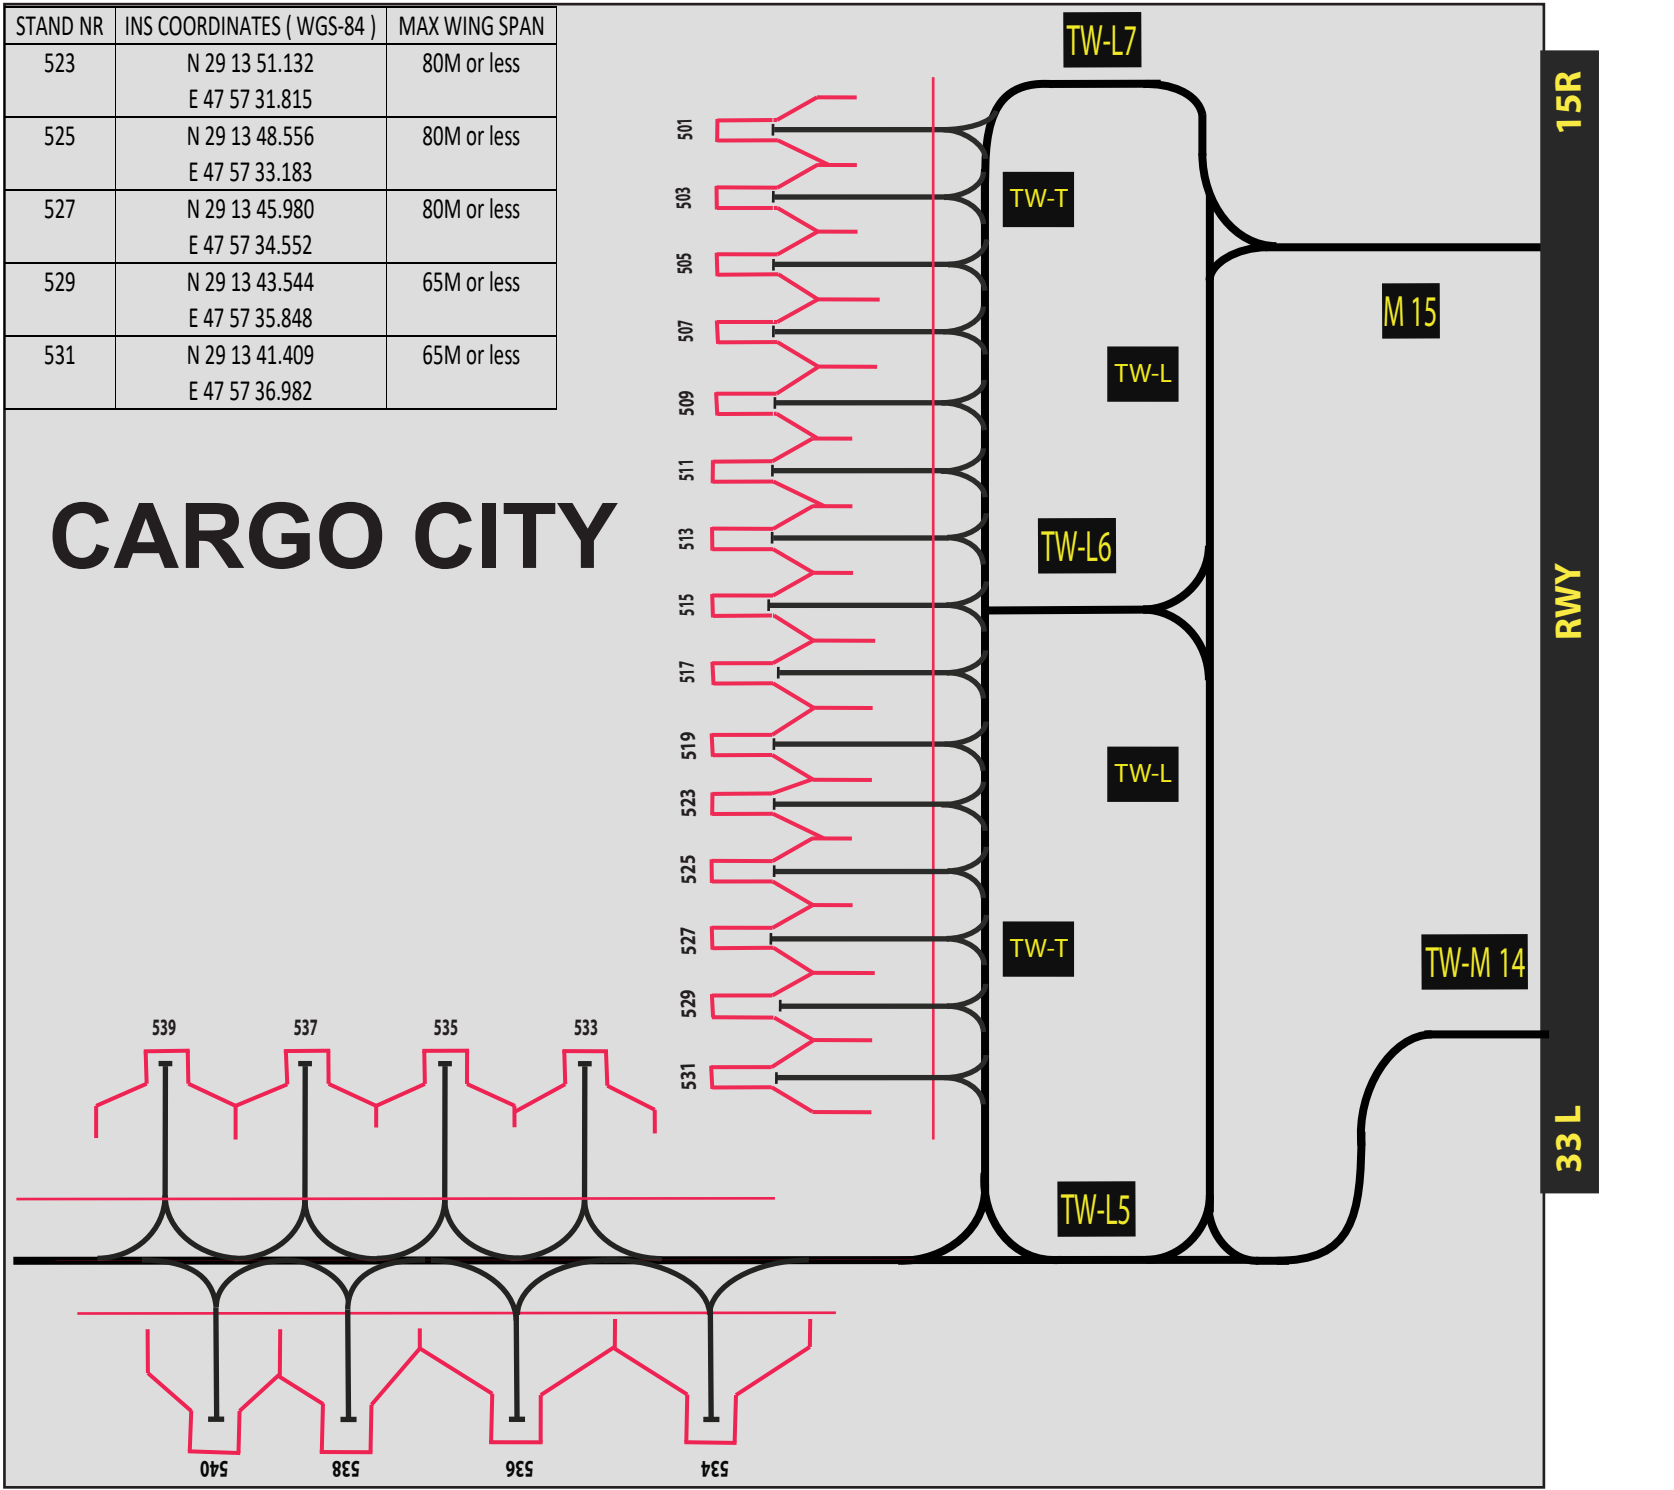 STAND NR INS COORDINATES ( WGS-84 ) MAX WING SPAN
523 N 29 13 51.132 80M or less
E 47 57 31.815
525 N 29 13 48.556 80M or less
E 47 57 33.183
527 N 29 13 45.980 80M or less
E 47 57 34.552
529 N 29 13 43.544 65M or less
E 47 57 35.848
531 N 29 13 41.409 65M or less
E 47 57 36.982
CARGO CITY
TW-L7
15R
501
503
TW-T
505
507
M 15
TW-L
509
511
513
TW-L6
515
RWY
517
519
TW-L
523
525
527
TW-T
TW-M 14
529
531
539
537
535
533
33 L
TW-L5
540
538
536
534